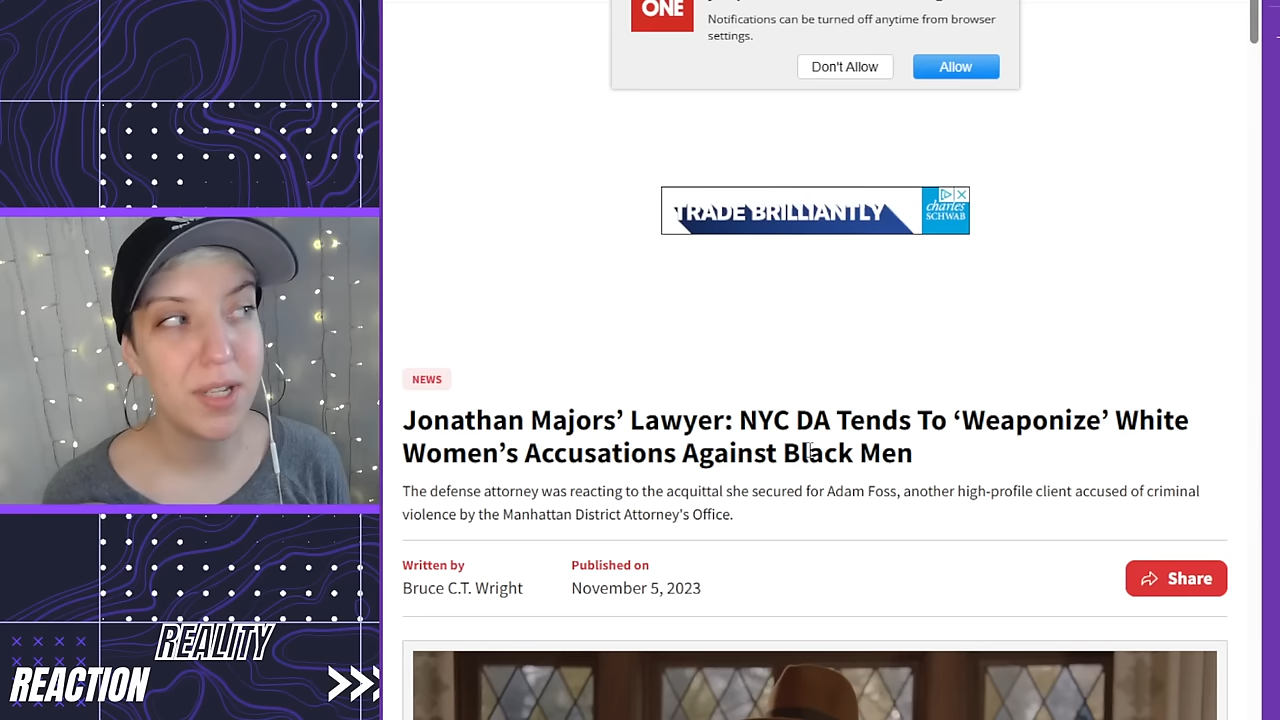 ONE
Notifications can be turned off anytime from browser
settings.
Don't Allow
Allow
TRADE BRILLIANTLY
charles
SCHWAB
NEWS
Jonathan Majors’ Lawyer: NYC DA Tends To ‘Weaponize’ White
Women’s Accusations Against Black Men
The defense attorney was reacting to the acquittal she secured for Adam Foss, another high-profile client accused of criminal
violence by the Manhattan District Attorney's Office.
Written by
Published on
Bruce C.T. Wright
November 5, 2023
Share
REALITY
REACTION